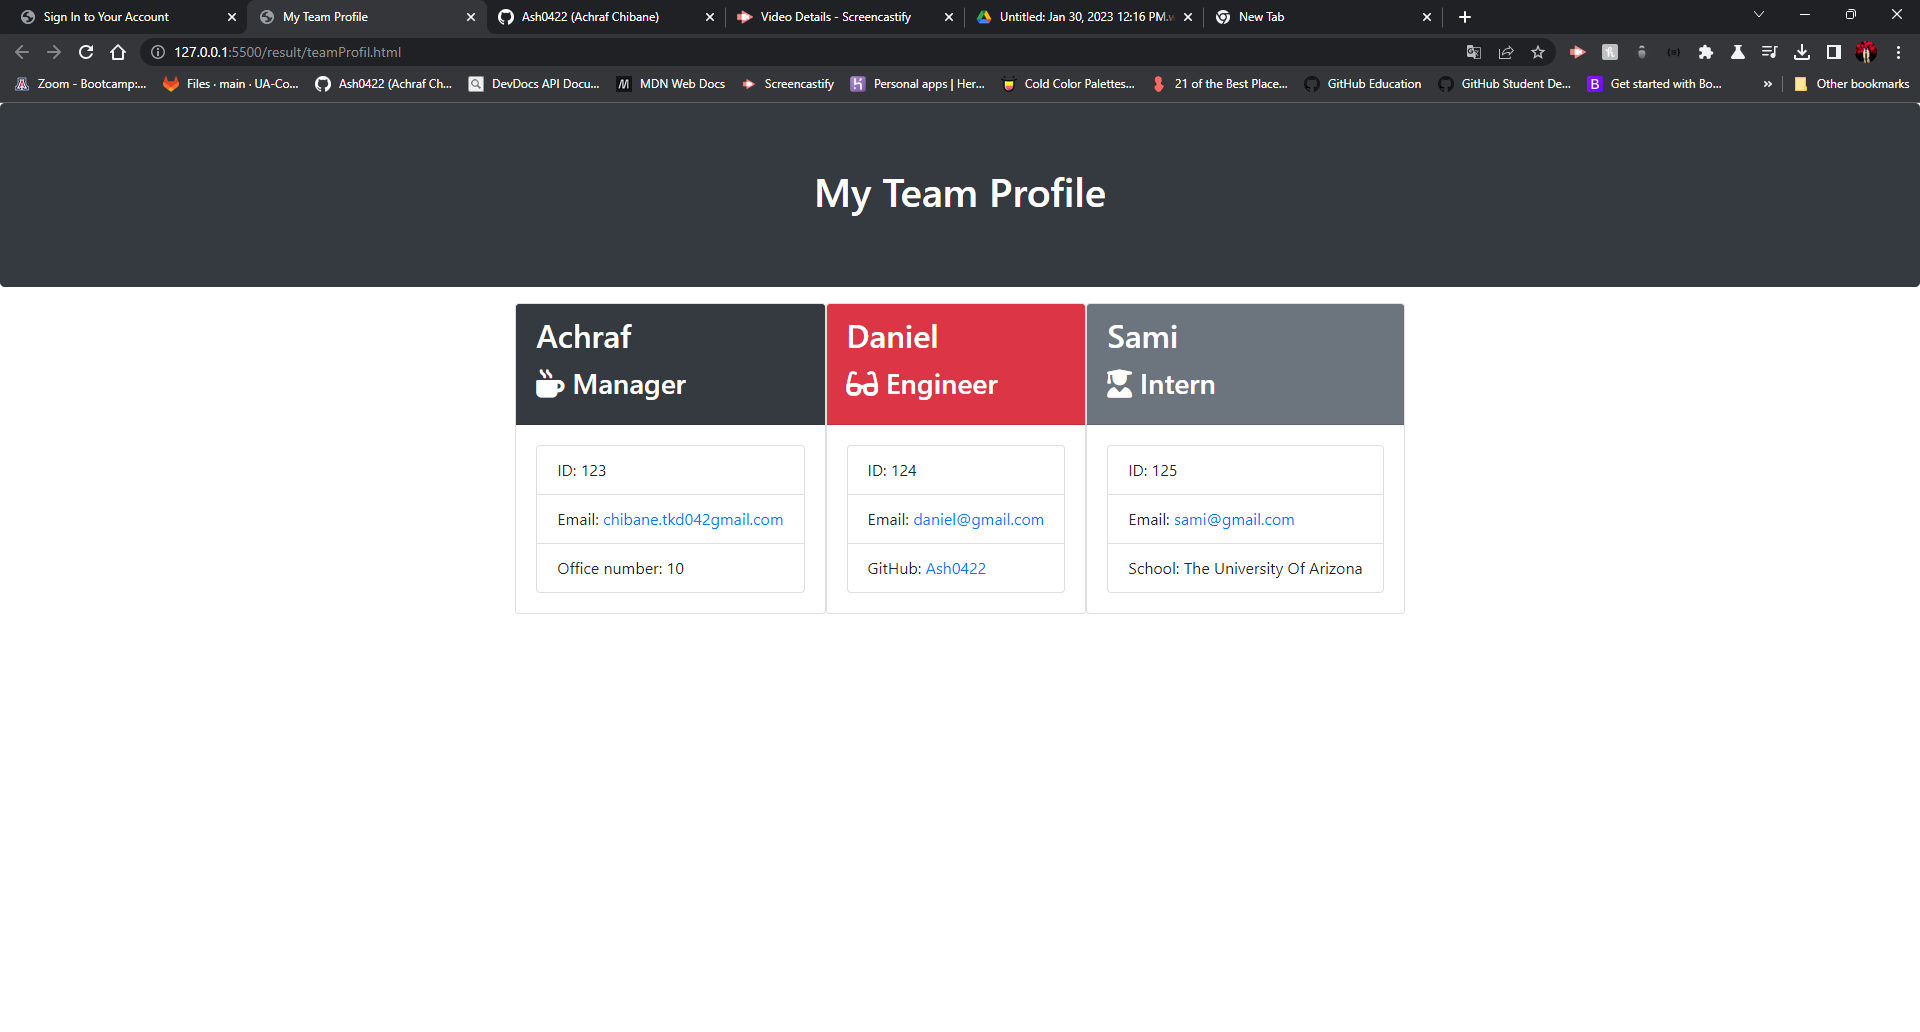 Sign In to Your Account
My Team Profile
Ash0422 (Achraf Chibane)
Video Details - Screencastify
Untitled: Jan 30, 2023 12:16 PM.w
New Tab
127.0.0.1:5500/result/teamProfil.html
Zoom - Bootcamp:...
Files · main · UA-Co...
Ash0422 (Achraf Ch...
DevDocs API Docu...
MDN Web Docs
Screencastify
Personal apps | Her...
Cold Color Palettes...
21 of the Best Place...
GitHub Education
GitHub Student De...
B Get started with Bo...
»
Other bookmarks
My Team Profile
Achraf
Manager
ID: 123
Email: chibane.tkd042gmail.com
Office number: 10
Daniel
Engineer
ID: 124
Email: daniel@gmail.com
GitHub: Ash0422
Sami
Intern
ID: 125
Email: sami@gmail.com
School: The University Of Arizona